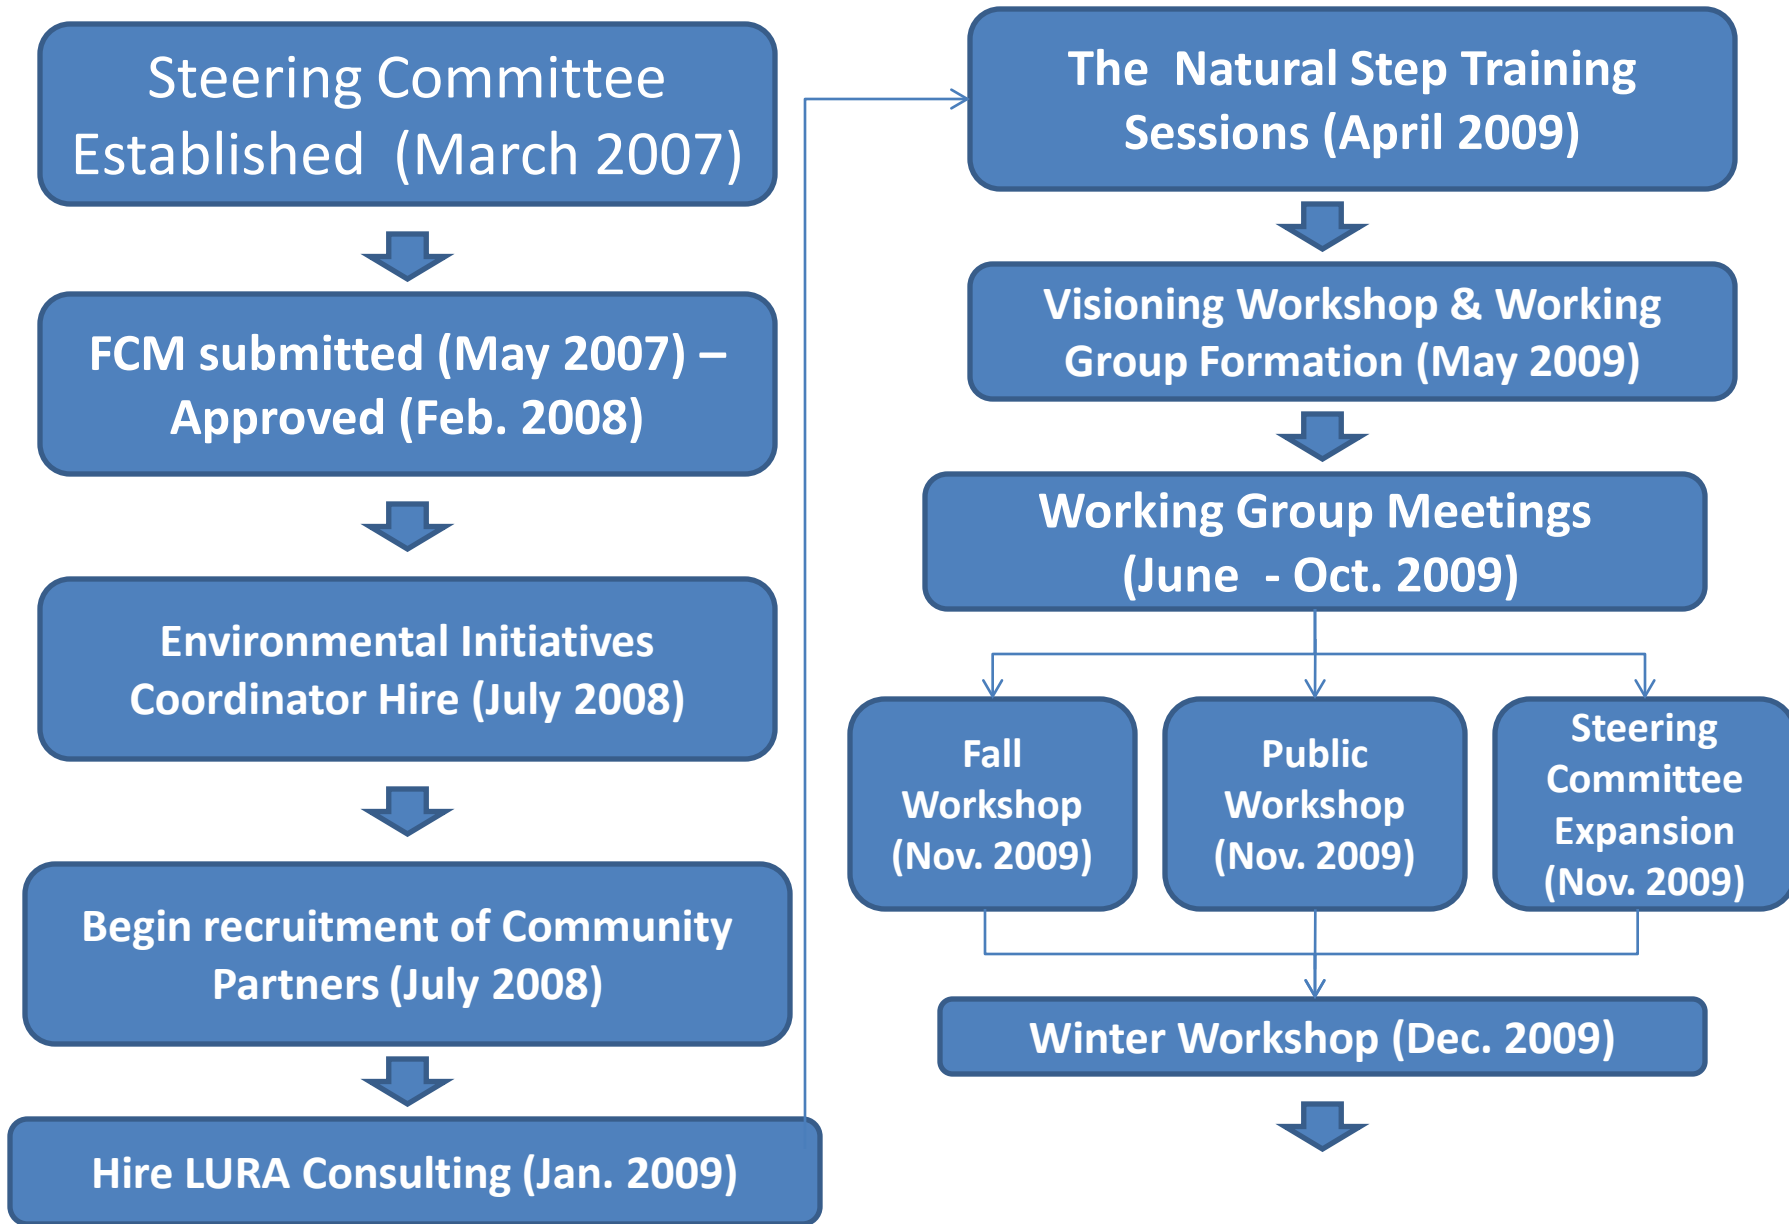 Steering Committee
Established  (March 2007)
FCM submitted (May 2007) –
Approved (Feb. 2008)
Environmental Initiatives
Coordinator Hire (July 2008)
Begin recruitment of Community
Partners (July 2008)
Hire LURA Consulting (Jan. 2009)
The  Natural Step Training
Sessions (April 2009)
Visioning Workshop & Working
Group Formation (May 2009)
Working Group Meetings
(June  - Oct. 2009)
Fall
Workshop
(Nov. 2009)
Public
Workshop
(Nov. 2009)
Steering
Committee
Expansion
(Nov. 2009)
Winter Workshop (Dec. 2009)